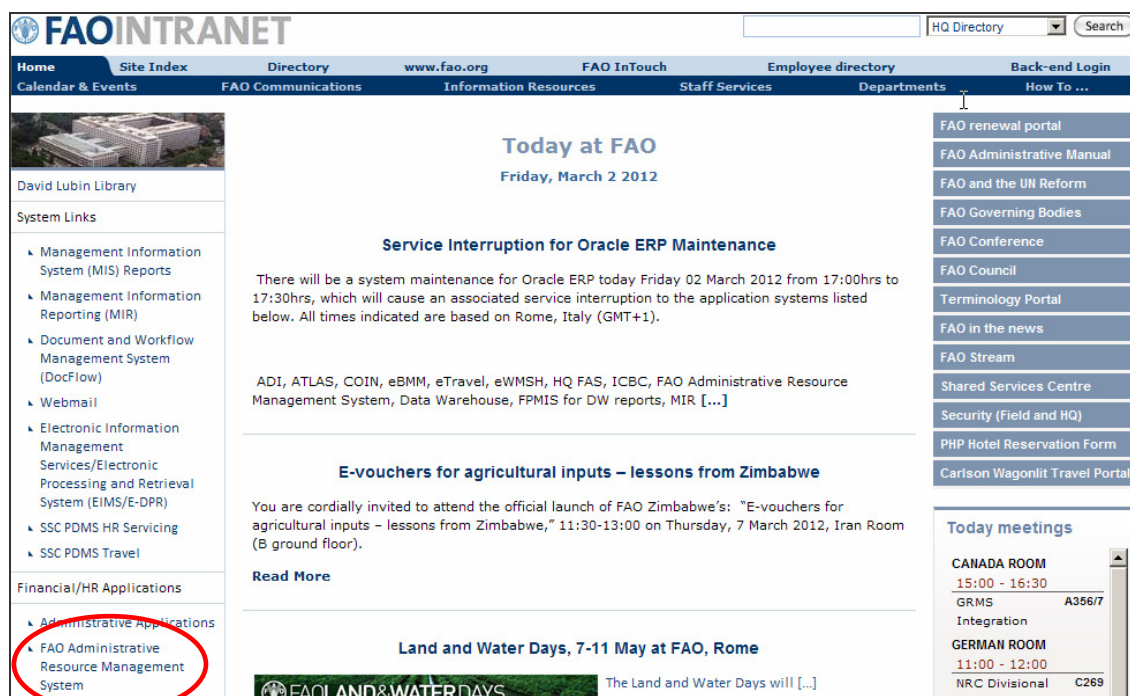 FAOINTRANET
HQ Directory
Search
Home Site Index Directory www.fao.org FAO InTouch Employee directory Back-end Login
Calendar & Events FAO Communications Information Resources Staff Services Departments How To ...
David Lubin Library
System Links
Management Information
System (MIS) Reports
Management Information
Reporting (MIR)
Document and Workflow
Management System
(DocFlow)
Webmail
Electronic Information
Management
Services/Electronic
Processing and Retrieval
System (EIMS/E-DPR)
SSC PDMS HR Servicing
SSC PDMS Travel
Financial/HR Applications
Administrative Applications
FAO Administrative
Resource Management
System
Today at FAO
Friday, March 2 2012
Service Interruption for Oracle ERP Maintenance
There will be a system maintenance for Oracle ERP today Friday 02 March 2012 from 17:00hrs to
17:30hrs, which will cause an associated service interruption to the application systems listed
below. All times indicated are based on Rome, Italy (GMT+1).
ADI, ATLAS, COIN, eBMM, eTravel, eWMSH, HQ FAS, ICBC, FAO Administrative Resource
Management System, Data Warehouse, FPMIS for DW reports, MIR [...]
E-vouchers for agricultural inputs – lessons from Zimbabwe
You are cordially invited to attend the official launch of FAO Zimbabwe's: "E-vouchers for
agricultural inputs – lessons from Zimbabwe," 11:30-13:00 on Thursday, 7 March 2012, Iran Room
(B ground floor).
Read More
Land and Water Days, 7-11 May at FAO, Rome
FAOLAND&WATERDAYS
The Land and Water Days will [...]
FAO renewal portal
FAO Administrative Manual
FAO and the UN Reform
FAO Governing Bodies
FAO Conference
FAO Council
Terminology Portal
FAO in the news
FAO Stream
Shared Services Centre
Security (Field and HQ)
PHP Hotel Reservation Form
Carlson Wagonlit Travel Portal
Today meetings
CANADA ROOM
15:00 - 16:30
GRMS A356/7
Integration
GERMAN ROOM
11:00 - 12:00
NRC Divisional C269